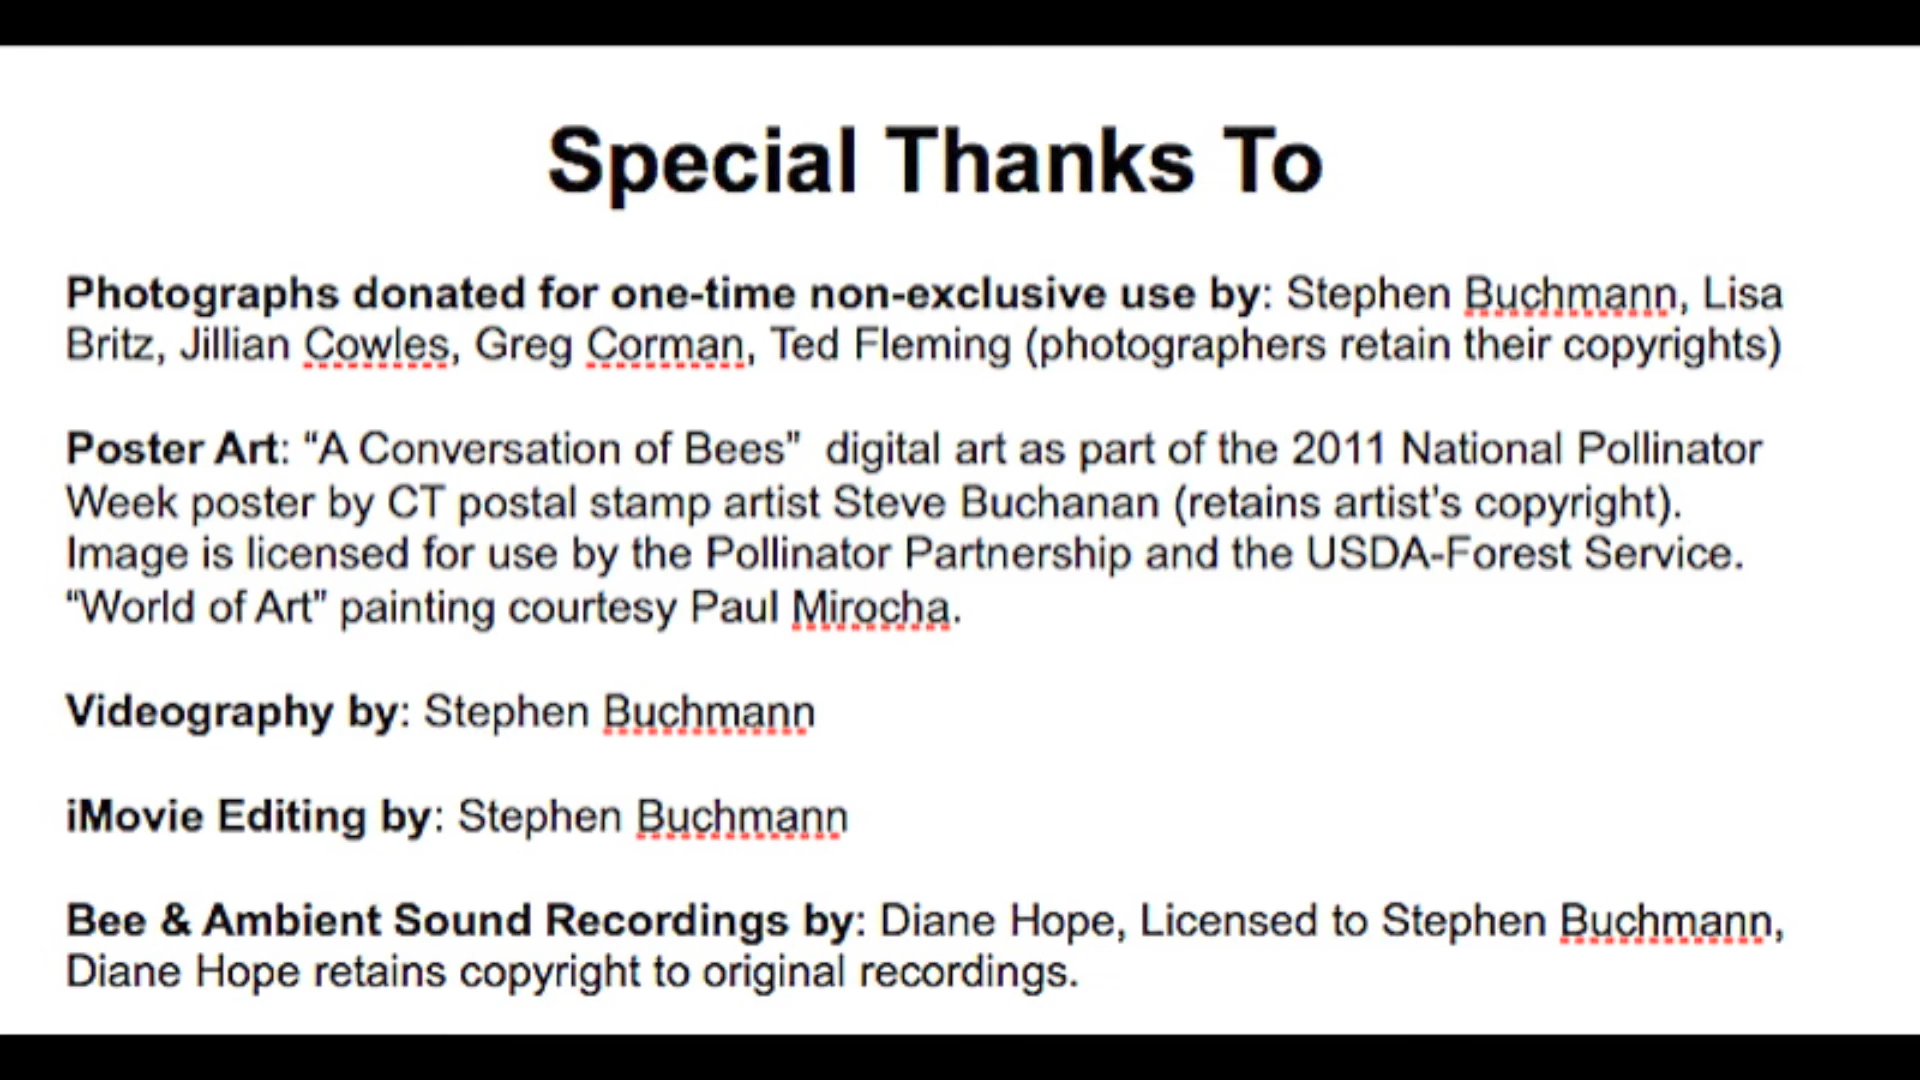 Special Thanks To
Photographs donated for one-time non-exclusive use by: Stephen Buchmann, Lisa
Britz, Jillian Cowles, Greg Corman, Ted Fleming (photographers retain their copyrights)
Poster Art: “A Conversation of Bees”  digital art as part of the 2011 National Pollinator
Week poster by CT postal stamp artist Steve Buchanan (retains artist's copyright).
Image is licensed for use by the Pollinator Partnership and the USDA-Forest Service.
“World of Art” painting courtesy Paul Mirocha.
Videography by: Stephen Buchmann
iMovie Editing by: Stephen Buchmann
Bee & Ambient Sound Recordings by: Diane Hope, Licensed to Stephen Buchmann,
Diane Hope retains copyright to original recordings.